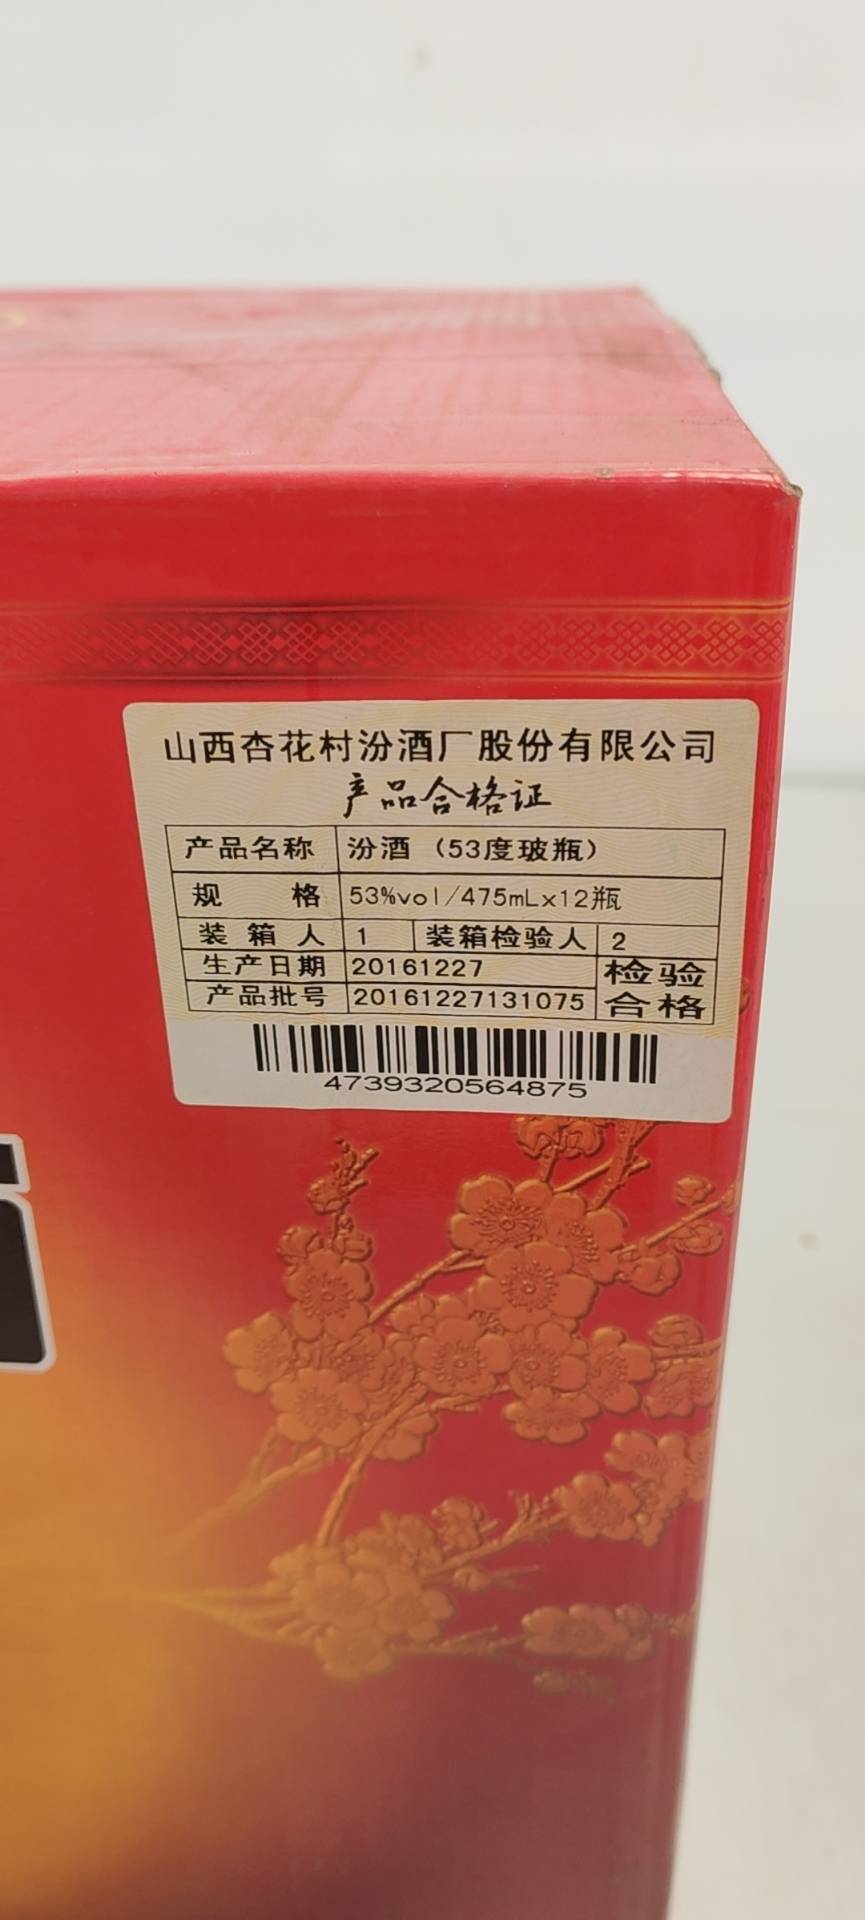 山西杏花村汾酒厂股份有限公司
产品合格证
产品名称 汾酒（53度玻瓶）
规 格 53%vol/475mLx12瓶
装箱人 1 装箱检验人 2
生产日期 20161227 检验
产品批号 20161227131075 合格
4739320564875